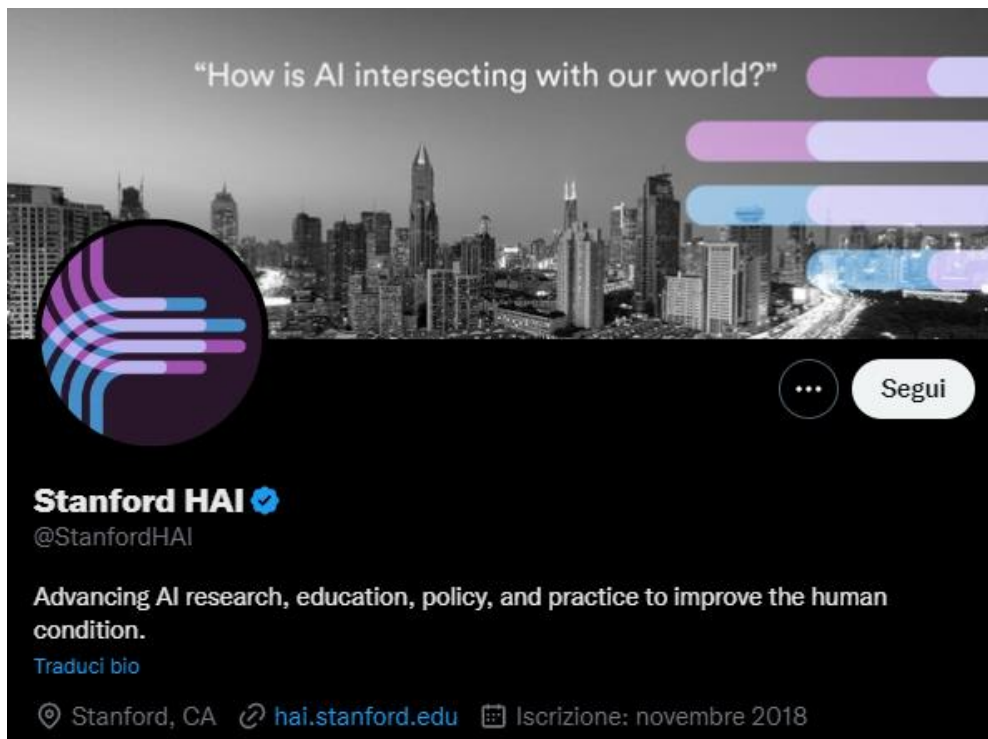 “How is AI intersecting with our world?”
Segui
Stanford HAI
@StanfordHAI
Advancing AI research, education, policy, and practice to improve the human
condition.
Traduci bio
Stanford, CA hai.stanford.edu Iscrizione: novembre 2018